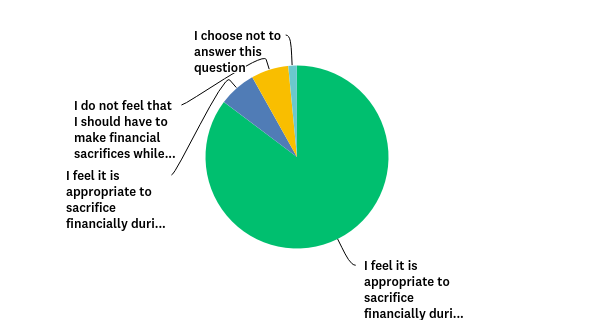 I choose not to
answer this
question
I do not feel that
I should have to
make financial
sacrifices while...
I feel it is
appropriate to
sacrifice
financially duri...
I feel it is
appropriate to
sacrifice
financially duri...